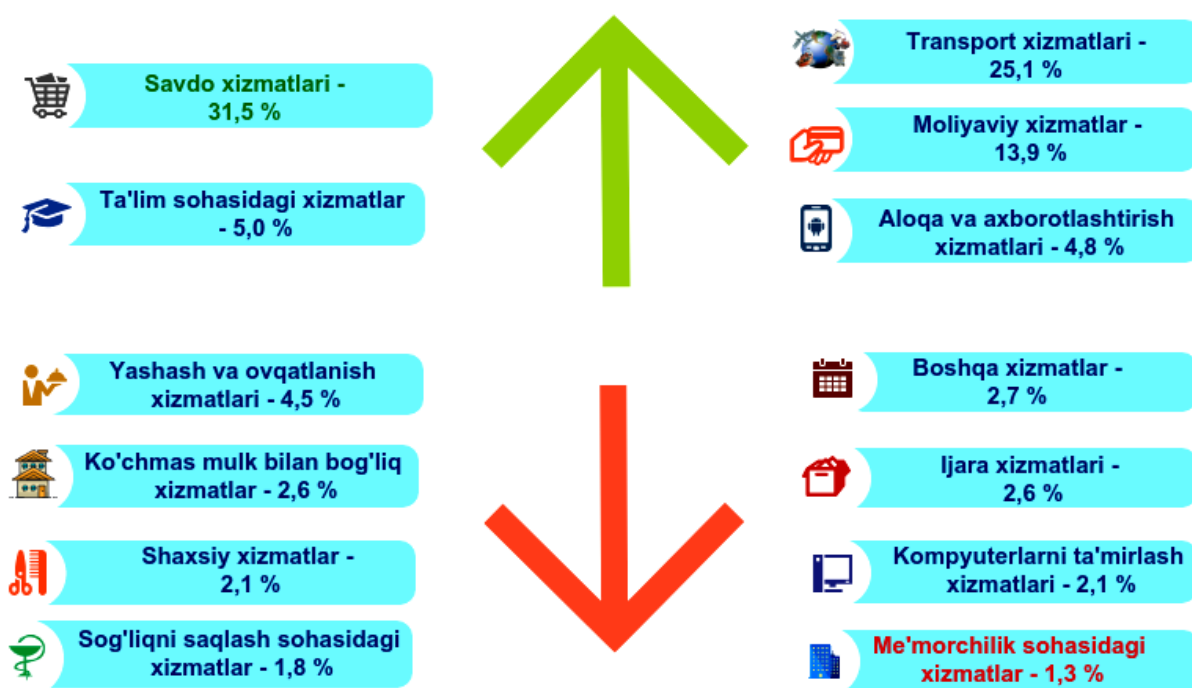 Savdo xizmatlari -
31,5 %
Transport xizmatlari -
25,1 %
Moliyaviy xizmatlar -
13,9 %
Ta'lim sohasidagi xizmatlar
- 5,0 %
Aloqa va axborotlashtirish
xizmatlari - 4,8 %
Yashash va ovqatlanish
xizmatlari - 4,5 %
Boshqa xizmatlar -
2,7 %
Ko'chmas mulk bilan bog'liq
xizmatlar - 2,6 %
Ijara xizmatlari -
2,6 %
Shaxsiy xizmatlar -
2,1 %
Kompyuterlarni ta'mirlash
xizmatlari - 2,1 %
Sog'liqni saqlash sohasidagi
xizmatlar - 1,8 %
Me'morchilik sohasidagi
xizmatlar - 1,3 %